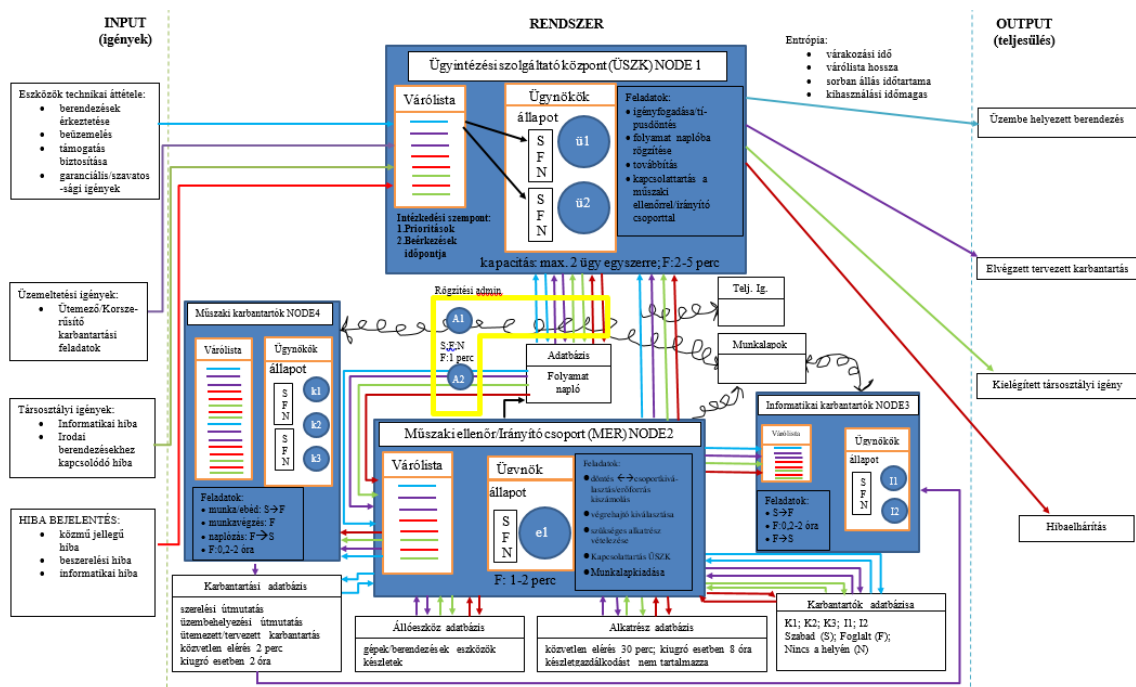 INPUT
(igények)
RENDSZER
OUTPUT
(teljesülés)
Eszközök technikai áttétele:
• berendezések
érkeztetése
• beüzemelés
• támogatás
biztosítása
• garanciális/szavatos
-sági igények
Üzemeltetési igények:
• Ütemező/Korsze-
rűsítő
karbantartási
feladatok
Társosztályi igények:
• Informatikai hiba
• Irodai
berendezésekhez
kapcsolódó hiba
HIBA BEJELENTÉS:
• közmű jellegű
hiba
• beszerelési hiba
• informatikai hiba
Ügyintézési szolgáltató központ (ÜSZK) NODE 1
Várólista
Ügynökök
állapot
S
F
N
ü1
S
F
N
ü2
Feladatok:
• igényfogadása/tí-
pusdöntés
• folyamat naplóba
rögzítése
• továbbítás
• kapcsolattartás a
műszaki
ellenőrrel/irányító
csoporttal
Intézkedési szempont:
1.Prioritások
2.Beérkezések
időpontja
kapacitás: max. 2 ügy egyszerre; F:2-5 perc
Entrópia:
• várakozási idő
• várólista hossza
• sorban állás időtartama
• kihasználási időmagas
Üzembe helyezett berendezés
Elvégzett tervezett karbantartás
Kielégített társosztályi igény
Hibaelhárítás
Rögzítési admin
A1
S;F;N
F:1 perc
A2
Telj. Ig.
Munkalapok
Adatbázis
Folyamat
napló
Műszaki karbantartók NODE4
Várólista
Ügynökök
állapot
S
F
N
S
F
N
k1
k2
k3
Feladatok:
• munka/ebéd: S→F
• munkavégzés: F
• naplózás: F→S
• F:0,2-2 óra
Műszaki ellenőr/Irányító csoport (MER) NODE2
Várólista
Ügynök
állapot
S
F
N
e1
F: 1-2 perc
Feladatok:
• döntés ↔csoportkivá-
lasztás/erőforrás
kiszámolás
• végrehajtó kiválasztása
• szükséges alkatrész
vételezése
• Kapcsolattartás ÜSZK
• Munkalapkiadása
Informatikai karbantartók NODE3
Várólista
Ügynökök
állapot
S
F
N
I1
I2
Feladatok:
• S→F
• F:0,2-2 óra
• F→S
Karbantartási adatbázis
szerelési útmutatás
üzembehelyezési útmutatás
ütemezett/tervezett karbantartás
közvetlen elérés 2 perc
kiugró esetben 2 óra
Állóeszköz adatbázis
gépek/berendezések eszközök
készletek
Alkatrész adatbázis
közvetlen elérés 30 perc; kiugró esetben 8 óra
készletgazdálkodást nem tartalmazza
Karbantartók adatbázisa
K1; K2; K3; I1; I2
Szabad (S); Foglalt (F);
Nincs a helyén (N)